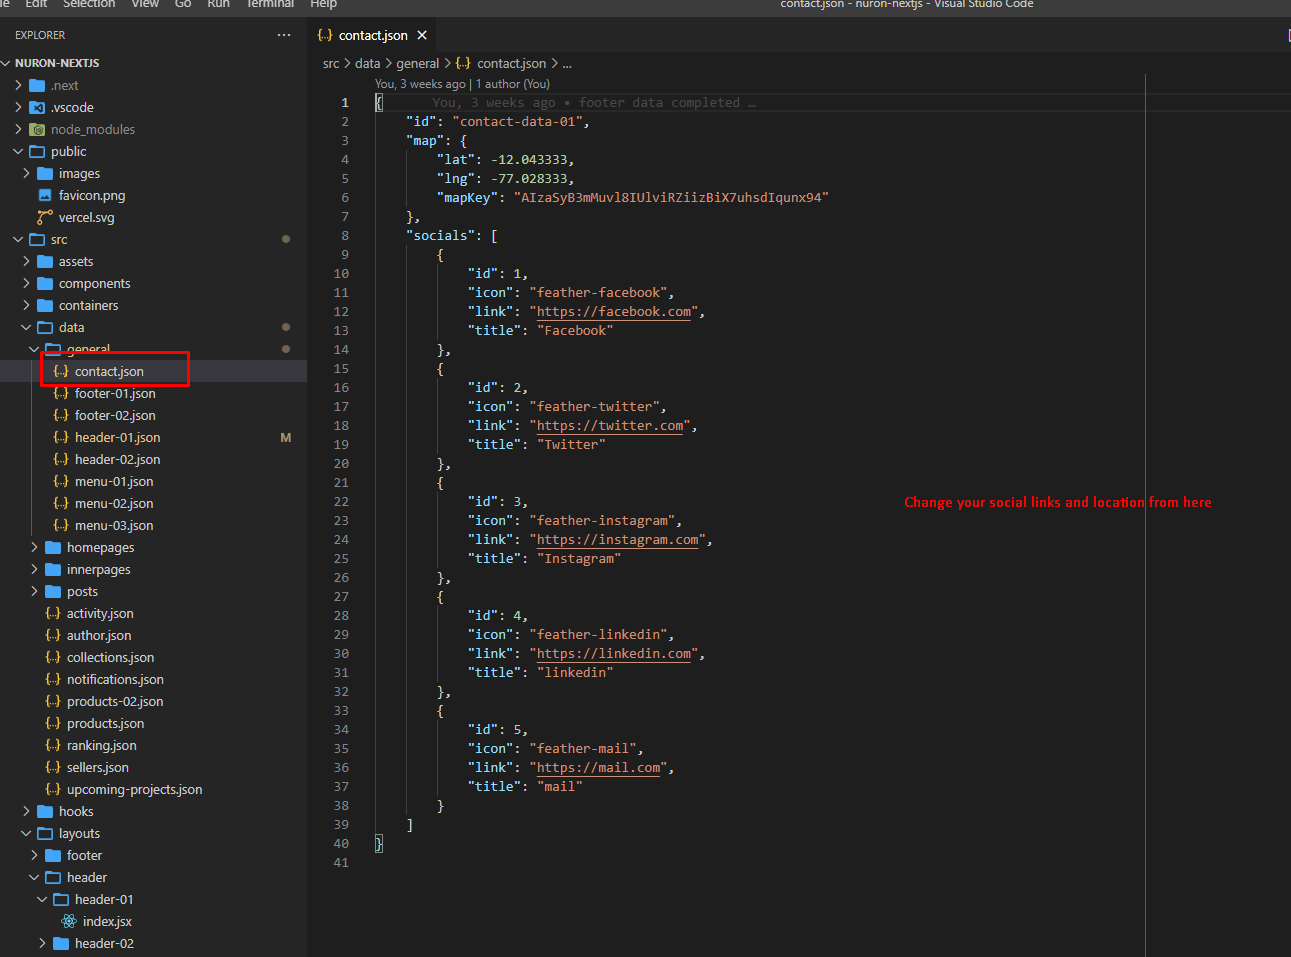 Edit Selection View Go Run Terminal Help
contact.json - nuron-nextjs - Visual Studio Code
EXPLORER
NURON-NEXTJS
.next
.vscode
node_modules
public
images
favicon.png
vercel.svg
src
assets
components
containers
data
general
contact.json
footer-01.json
footer-02.json
header-01.json M
header-02.json
menu-01.json
menu-02.json
menu-03.json
homepages
innerpages
posts
activity.json
author.json
collections.json
notifications.json
products-02.json
products.json
ranking.json
sellers.json
upcoming-projects.json
hooks
layouts
footer
header
header-01
index.jsx
header-02
contact.json
src > data > general > {..} contact.json > ...
You, 3 weeks ago | 1 author (You)
1 { You, 3 weeks ago • footer data completed …
2 "id": "contact-data-01",
3 "map": {
4 "lat": -12.043333,
5 "lng": -77.028333,
6 "mapKey": "AIzaSyB3mMuvl8IUlviRZiizBiX7uhsdIqunx94"
7 },
8 "socials": [
9 {
10 "id": 1,
11 "icon": "feather-facebook",
12 "link": "https://facebook.com",
13 "title": "Facebook"
14 },
15 {
16 "id": 2,
17 "icon": "feather-twitter",
18 "link": "https://twitter.com",
19 "title": "Twitter"
20 },
21 {
22 "id": 3,
23 "icon": "feather-instagram",
24 "link": "https://instagram.com",
25 "title": "Instagram"
26 },
27 {
28 "id": 4,
29 "icon": "feather-linkedin",
30 "link": "https://linkedin.com",
31 "title": "linkedin"
32 },
33 {
34 "id": 5,
35 "icon": "feather-mail",
36 "link": "https://mail.com",
37 "title": "mail"
38 }
39 ]
40 }
41
Change your social links and location from here